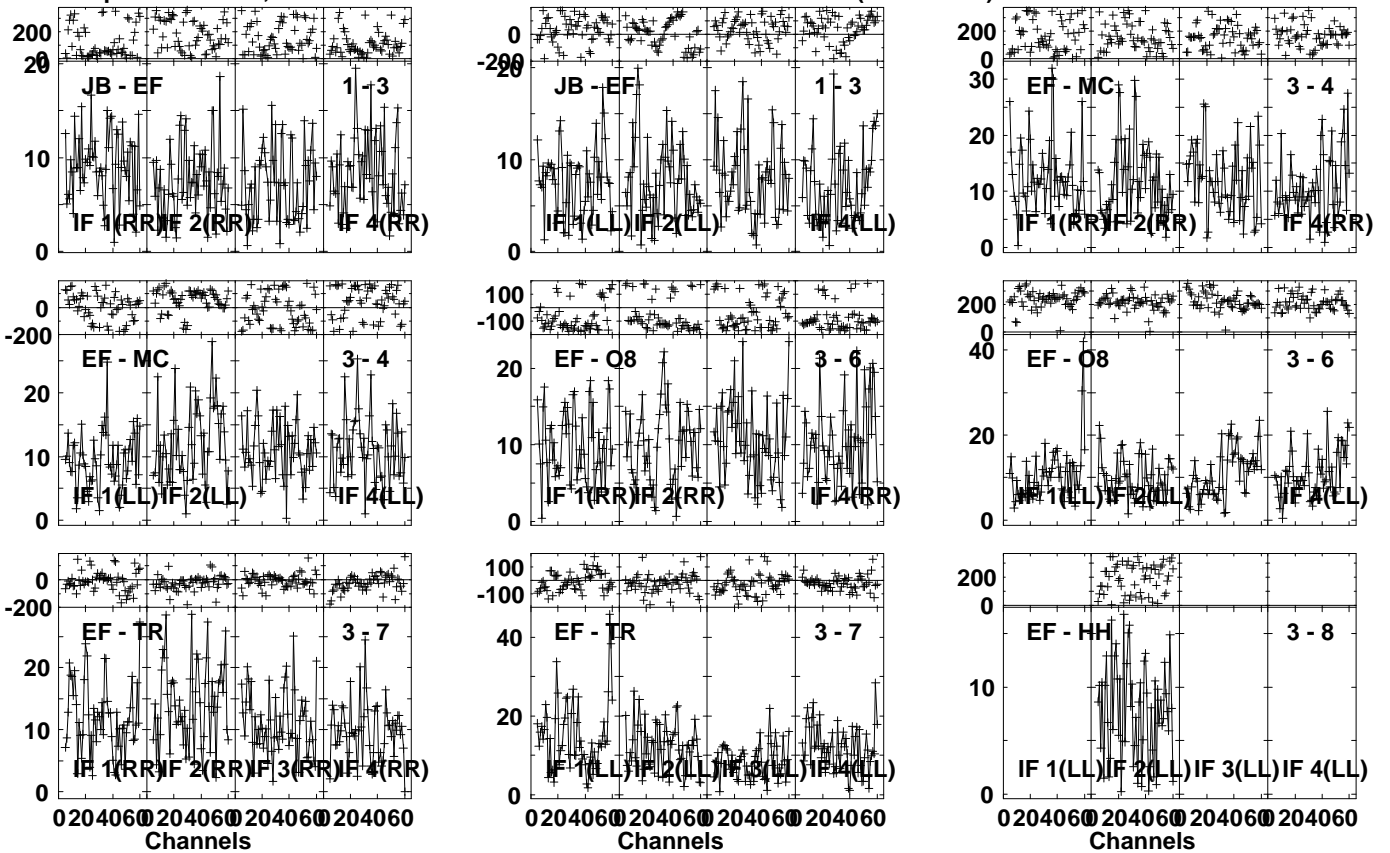 200
0
200
0
-200
200
0
20
10
0
JB - EF
1 - 3
IF 1(RR)
IF 2(RR)
IF 4(RR)
20
10
0
JB - EF
1 - 3
IF 1(LL)
IF 2(LL)
IF 4(LL)
30
20
10
0
EF - MC
3 - 4
IF 1(RR)
IF 2(RR)
IF 4(RR)
0
-200
100
-100
200
0
20
10
0
EF - MC
3 - 4
IF 1(LL)
IF 2(LL)
IF 4(LL)
20
10
0
EF - O8
3 - 6
IF 1(RR)
IF 2(RR)
IF 4(RR)
40
20
0
EF - O8
3 - 6
IF 1(LL)
IF 2(LL)
IF 4(LL)
0
-200
100
-100
200
0
20
10
0
EF - TR
3 - 7
IF 1(RR)
IF 2(RR)
IF 3(RR)
IF 4(RR)
40
20
0
EF - TR
3 - 7
IF 1(LL)
IF 2(LL)
IF 3(LL)
IF 4(LL)
10
0
EF - HH
3 - 8
IF 1(LL)
IF 2(LL)
IF 3(LL)
IF 4(LL)
0 20 40 60 0 20 40 60 0 20 40 60 0 20 40 60
Channels
0 20 40 60 0 20 40 60 0 20 40 60 0 20 40 60
Channels
0 20 40 60 0 20 40 60 0 20 40 60 0 20 40 60
Channels